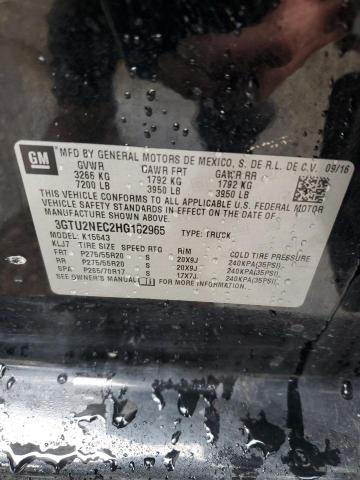 GM
MFD BY GENERAL MOTORS DE MEXICO, S. DE R.L. DE C.V. 09/16
GVWR GAWR FRT GAWR RR
3266 KG 1792 KG 1792 KG
7200 LB 3950 LB 3950 LB
THIS VEHICLE CONFORMS TO ALL APPLICABLE U.S. FEDERAL MOTOR
VEHICLE SAFETY STANDARDS IN EFFECT ON THE DATE OF
MANUFACTURE SHOWN ABOVE.
3GTU2NEC2HG162965 TYPE: TRUCK
MODEL: K15543
KLJ7 TIRE SIZE SPEED RTG RIM COLD TIRE PRESSURE
FRT P275/55R20 S 20X9J 240KPA(35PSI)
RR P275/55R20 S 20X9J 240KPA(35PSI)
SPA P265/70R17 S 17X7J 240KPA(35PSI)
SEE OWNER'S MANUAL